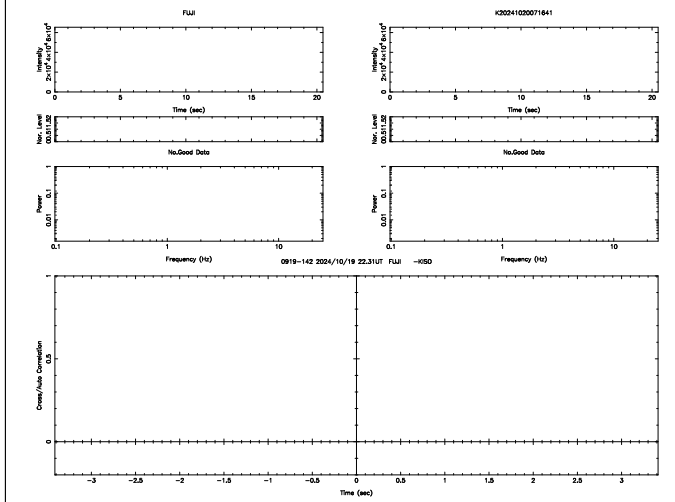 FUJI
K20241020071641
Intensity
2×10⁴ 4×10⁴ 6×10⁴
0
0 5 10 15 20
Time (sec)
Intensity
2×10⁴ 4×10⁴ 6×10⁴
0
0 5 10 15 20
Time (sec)
Nor. Level
00.511.52
Nor. Level
00.511.52
No.Good Data
No.Good Data
Power
1
0.1
0.01
0.1 1 10
Frequency (Hz)
Power
1
0.1
0.01
0.1 1 10
Frequency (Hz)
0919-142 2024/10/19 22.31UT FUJI -KISO
Cross/Auto Correlation
1
0.5
0
-3 -2.5 -2 -1.5 -1 -0.5 0 0.5 1 1.5 2 2.5 3
Time (sec)